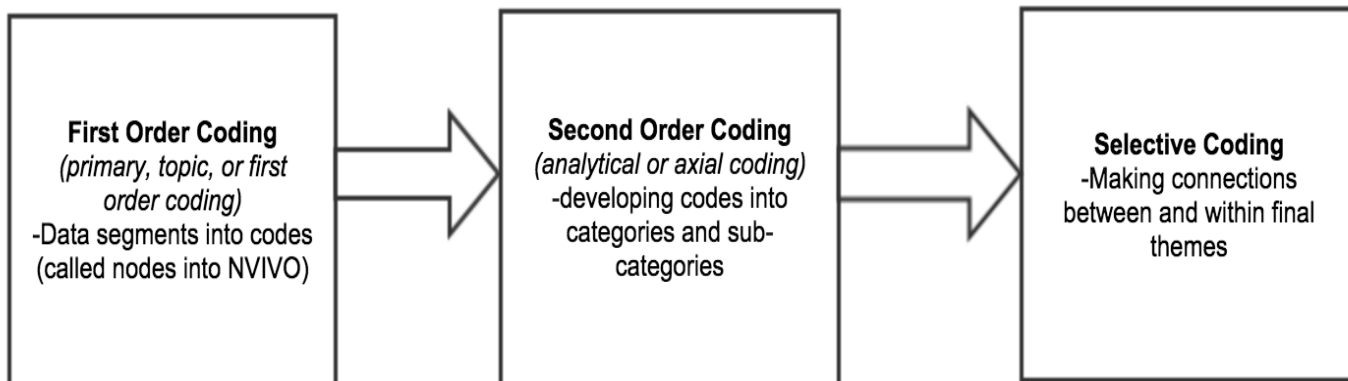 First Order Coding
(primary, topic, or first
order coding)
-Data segments into codes
(called nodes into NVIVO)
Second Order Coding
(analytical or axial coding)
-developing codes into
categories and sub-
categories
Selective Coding
-Making connections
between and within final
themes